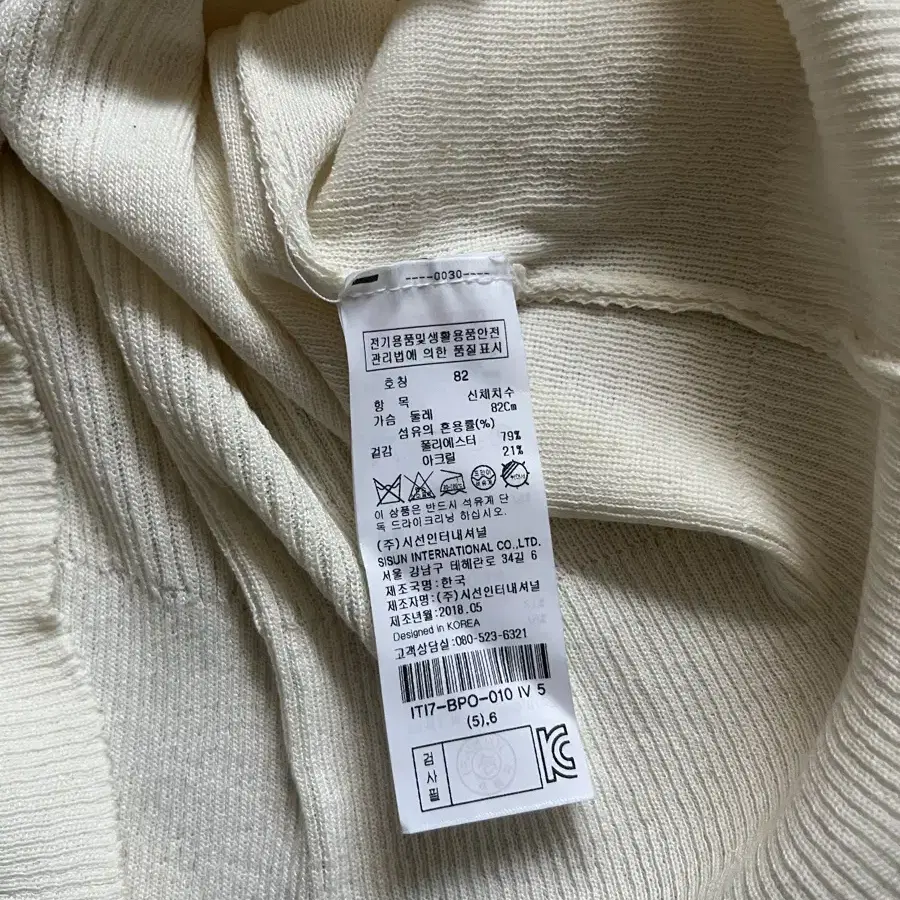 ----0030----
전기용품및생활용품안전
관리법에 의한 품질표시
호칭 82
항 목 신체치수
가슴 둘레 82Cm
섬유의 혼용률(%)
겉감 폴리에스터 79%
아크릴 21%
이 상품은 반드시 석유계 단
독 드라이크리닝 하십시오.
(주)시선인터내셔널
SISUN INTERNATIONAL CO.,LTD.
서울 강남구 테헤란로 34길 6
제조국명:한국
제조자명:(주)시선인터내셔널
제조년월:2018.05
Designed in KOREA
고객상담실:080-523-6321
ITI7-BPO-010 IV 5
(5).6
검사필